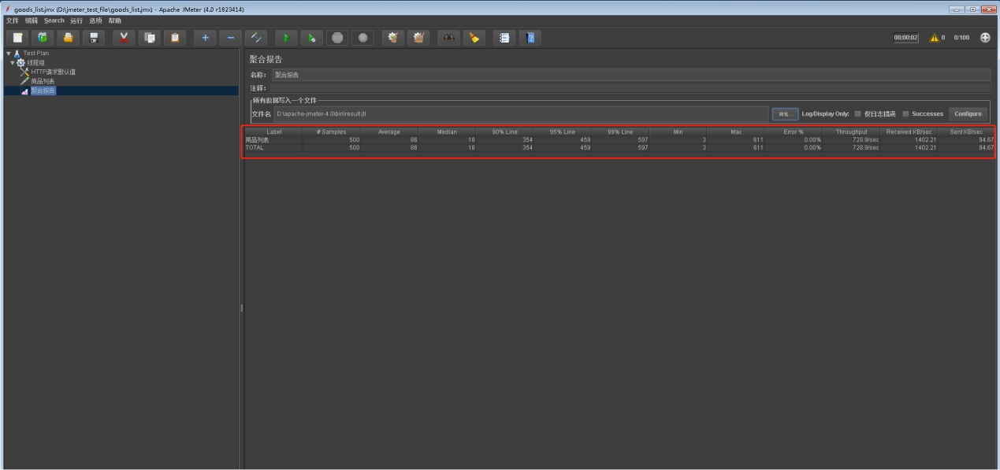 goods_list.jmx (D:\jmeter_test_file\goods_list.jmx) - Apache JMeter (4.0 r1823414)
文件 编辑 Search 运行 选项 帮助
00:00:02 0 0/100
Test Plan
线程组
HTTP请求默认值
商品列表
聚合报告
聚合报告
名称: 聚合报告
注释:
所有数据写入一个文件
文件名 D:\apache-jmeter-4.0\bin\result.jtl 浏览... Log/Display Only: 仅日志错误 Successes Configure
Label # Samples Average Median 90% Line 95% Line 99% Line Min Max Error % Throughput Received KB/sec Sent KB/sec
商品列表 500 86 18 354 459 597 3 611 0.00% 728.9/sec 1402.21 94.67
TOTAL 500 86 18 354 459 597 3 611 0.00% 728.9/sec 1402.21 94.67